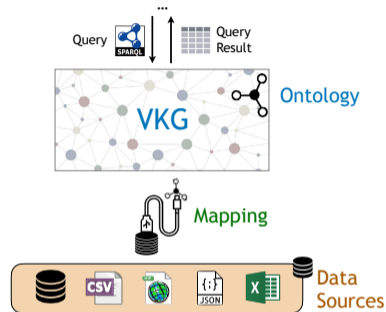 ...
Query
SPARQL
Query
Result
VKG
Ontology
Mapping
CSV
{;}
JSON
X
Data
Sources